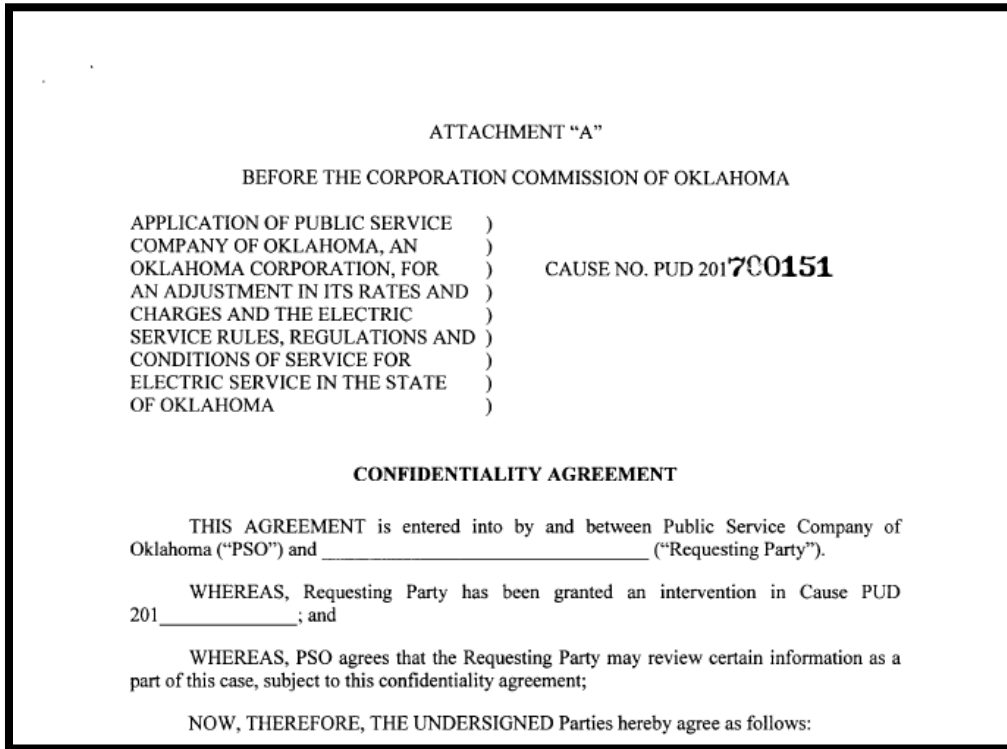 ATTACHMENT “A”
BEFORE THE CORPORATION COMMISSION OF OKLAHOMA
APPLICATION OF PUBLIC SERVICE )
COMPANY OF OKLAHOMA, AN )
OKLAHOMA CORPORATION, FOR ) CAUSE NO. PUD 201700151
AN ADJUSTMENT IN ITS RATES AND )
CHARGES AND THE ELECTRIC )
SERVICE RULES, REGULATIONS AND )
CONDITIONS OF SERVICE FOR )
ELECTRIC SERVICE IN THE STATE )
OF OKLAHOMA )
CONFIDENTIALITY AGREEMENT
THIS AGREEMENT is entered into by and between Public Service Company of
Oklahoma (“PSO”) and ____________________ (“Requesting Party”).
WHEREAS, Requesting Party has been granted an intervention in Cause PUD
201________________; and
WHEREAS, PSO agrees that the Requesting Party may review certain information as a
part of this case, subject to this confidentiality agreement;
NOW, THEREFORE, THE UNDERSIGNED Parties hereby agree as follows: